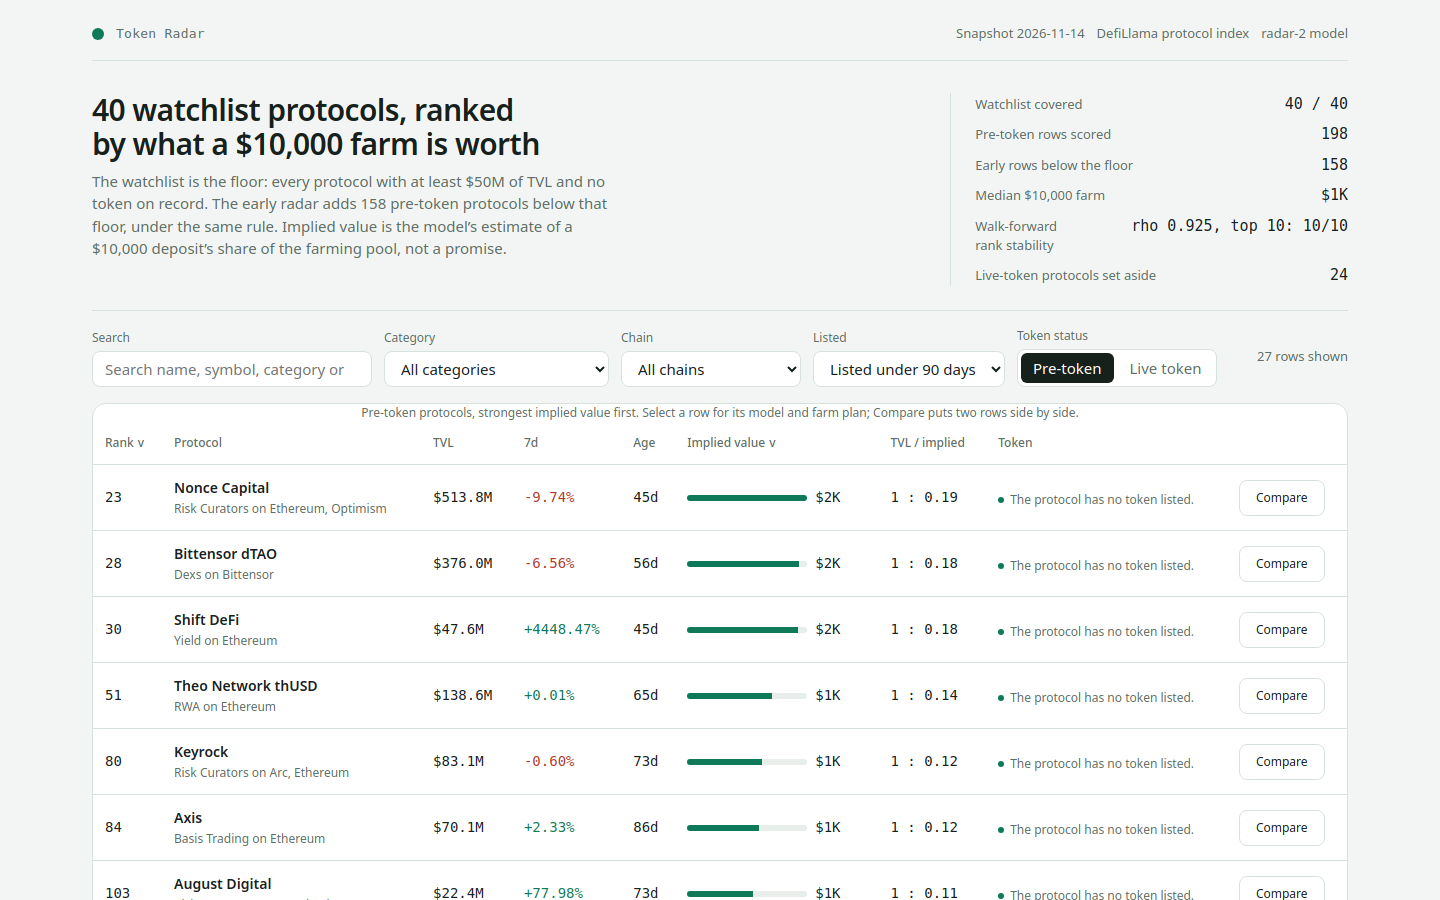 Token Radar
Snapshot 2026-11-14 DefiLlama protocol index radar-2 model
40 watchlist protocols, ranked
by what a $10,000 farm is worth
The watchlist is the floor: every protocol with at least $50M of TVL and no
token on record. The early radar adds 158 pre-token protocols below that
floor, under the same rule. Implied value is the model's estimate of a
$10,000 deposit's share of the farming pool, not a promise.
Watchlist covered 40 / 40
Pre-token rows scored 198
Early rows below the floor 158
Median $10,000 farm $1K
Walk-forward rho 0.925, top 10: 10/10
rank stability
Live-token protocols set aside 24
Search Category Chain Listed Token status
Search name, symbol, category or All categories All chains Listed under 90 days Pre-token Live token 27 rows shown
Pre-token protocols, strongest implied value first. Select a row for its model and farm plan; Compare puts two rows side by side.
Rank v Protocol TVL 7d Age Implied value v TVL / implied Token
23 Nonce Capital $513.8M -9.74% 45d $2K 1 : 0.19 The protocol has no token listed. Compare
Risk Curators on Ethereum, Optimism
28 Bittensor dTAO $376.0M -6.56% 56d $2K 1 : 0.18 The protocol has no token listed. Compare
Dexs on Bittensor
30 Shift DeFi $47.6M +4448.47% 45d $2K 1 : 0.18 The protocol has no token listed. Compare
Yield on Ethereum
51 Theo Network thUSD $138.6M +0.01% 65d $1K 1 : 0.14 The protocol has no token listed. Compare
RWA on Ethereum
80 Keyrock $83.1M -0.60% 73d $1K 1 : 0.12 The protocol has no token listed. Compare
Risk Curators on Arc, Ethereum
84 Axis $70.1M +2.33% 86d $1K 1 : 0.12 The protocol has no token listed. Compare
Basis Trading on Ethereum
103 August Digital $22.4M +77.98% 73d $1K 1 : 0.11 The protocol has no token listed. Compare